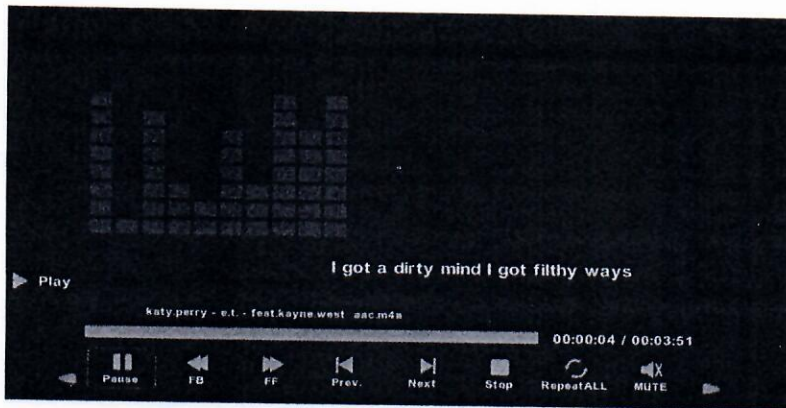 I got a dirty mind I got filthy ways
Play
katy.perry - e.t. - feat.kayne.west aac.m4a
00:00:04 / 00:03:51
Pause FB FF Prev. Next Stop RepeatALL MUTE